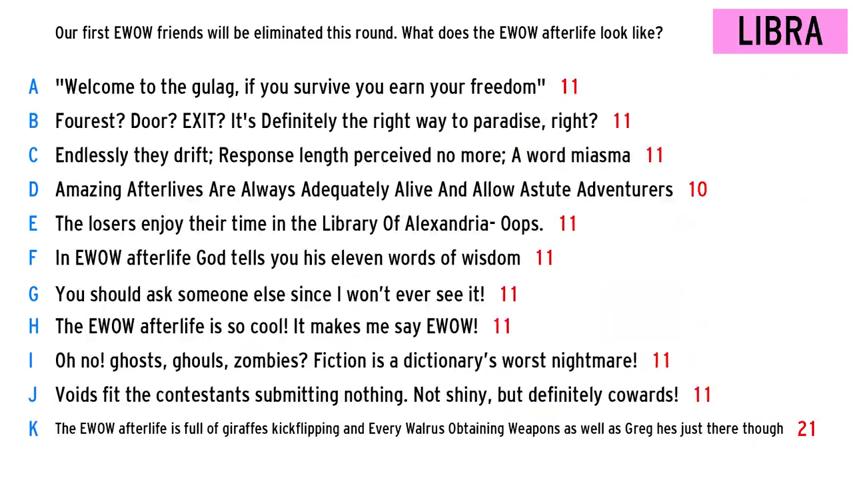 Our first EWOW friends will be eliminated this round. What does the EWOW afterlife look like?
LIBRA
A "Welcome to the gulag, if you survive you earn your freedom" 11
B Fourest? Door? EXIT? It's Definitely the right way to paradise, right? 11
C Endlessly they drift; Response length perceived no more; A word miasma 11
D Amazing Afterlives Are Always Adequately Alive And Allow Astute Adventurers 10
E The losers enjoy their time in the Library Of Alexandria- Oops. 11
F In EWOW afterlife God tells you his eleven words of wisdom 11
G You should ask someone else since I won't ever see it! 11
H The EWOW afterlife is so cool! It makes me say EWOW! 11
I Oh no! ghosts, ghouls, zombies? Fiction is a dictionary's worst nightmare! 11
J Voids fit the contestants submitting nothing. Not shiny, but definitely cowards! 11
K The EWOW afterlife is full of giraffes kickflipping and Every Walrus Obtaining Weapons as well as Greg hes just there though 21